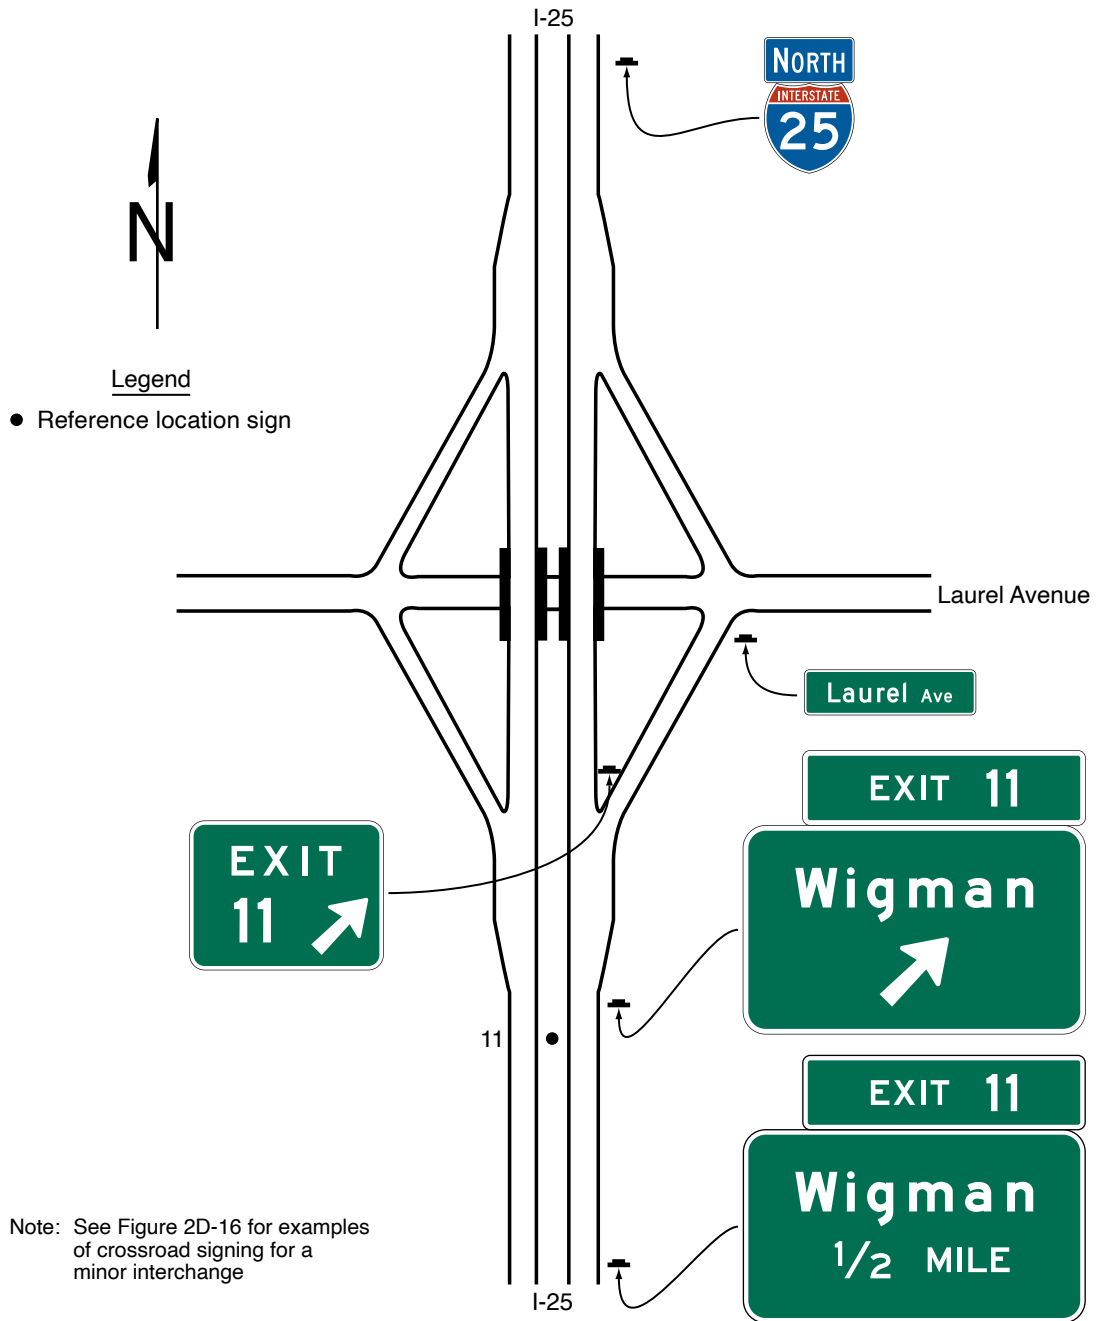 I-25
NORTH
INTERSTATE
25
N
Legend
● Reference location sign
Laurel Avenue
Laurel Ave
EXIT 11
Wigman
EXIT
11
11
EXIT 11
Wigman
1/2 MILE
Note: See Figure 2D-16 for examples
of crossroad signing for a
minor interchange
I-25